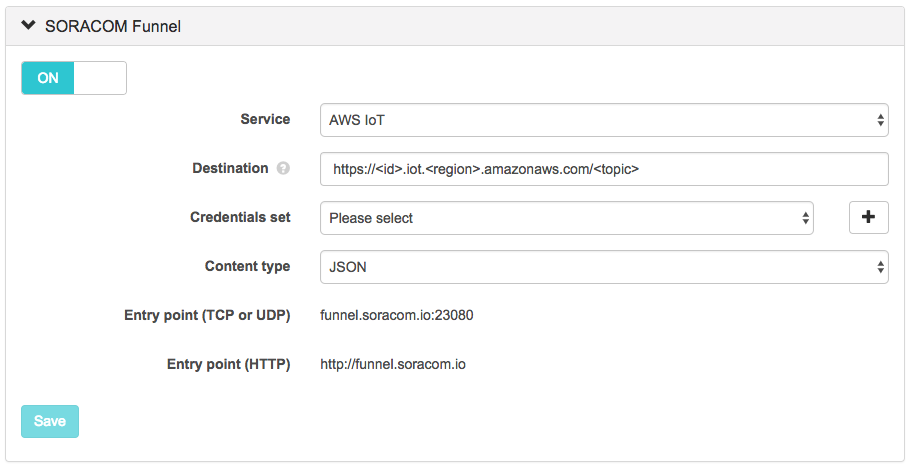 SORACOM Funnel
ON
Service AWS IoT
Destination ? https://<id>.iot.<region>.amazonaws.com/<topic>
Credentials set Please select +
Content type JSON
Entry point (TCP or UDP) funnel.soracom.io:23080
Entry point (HTTP) http://funnel.soracom.io
Save